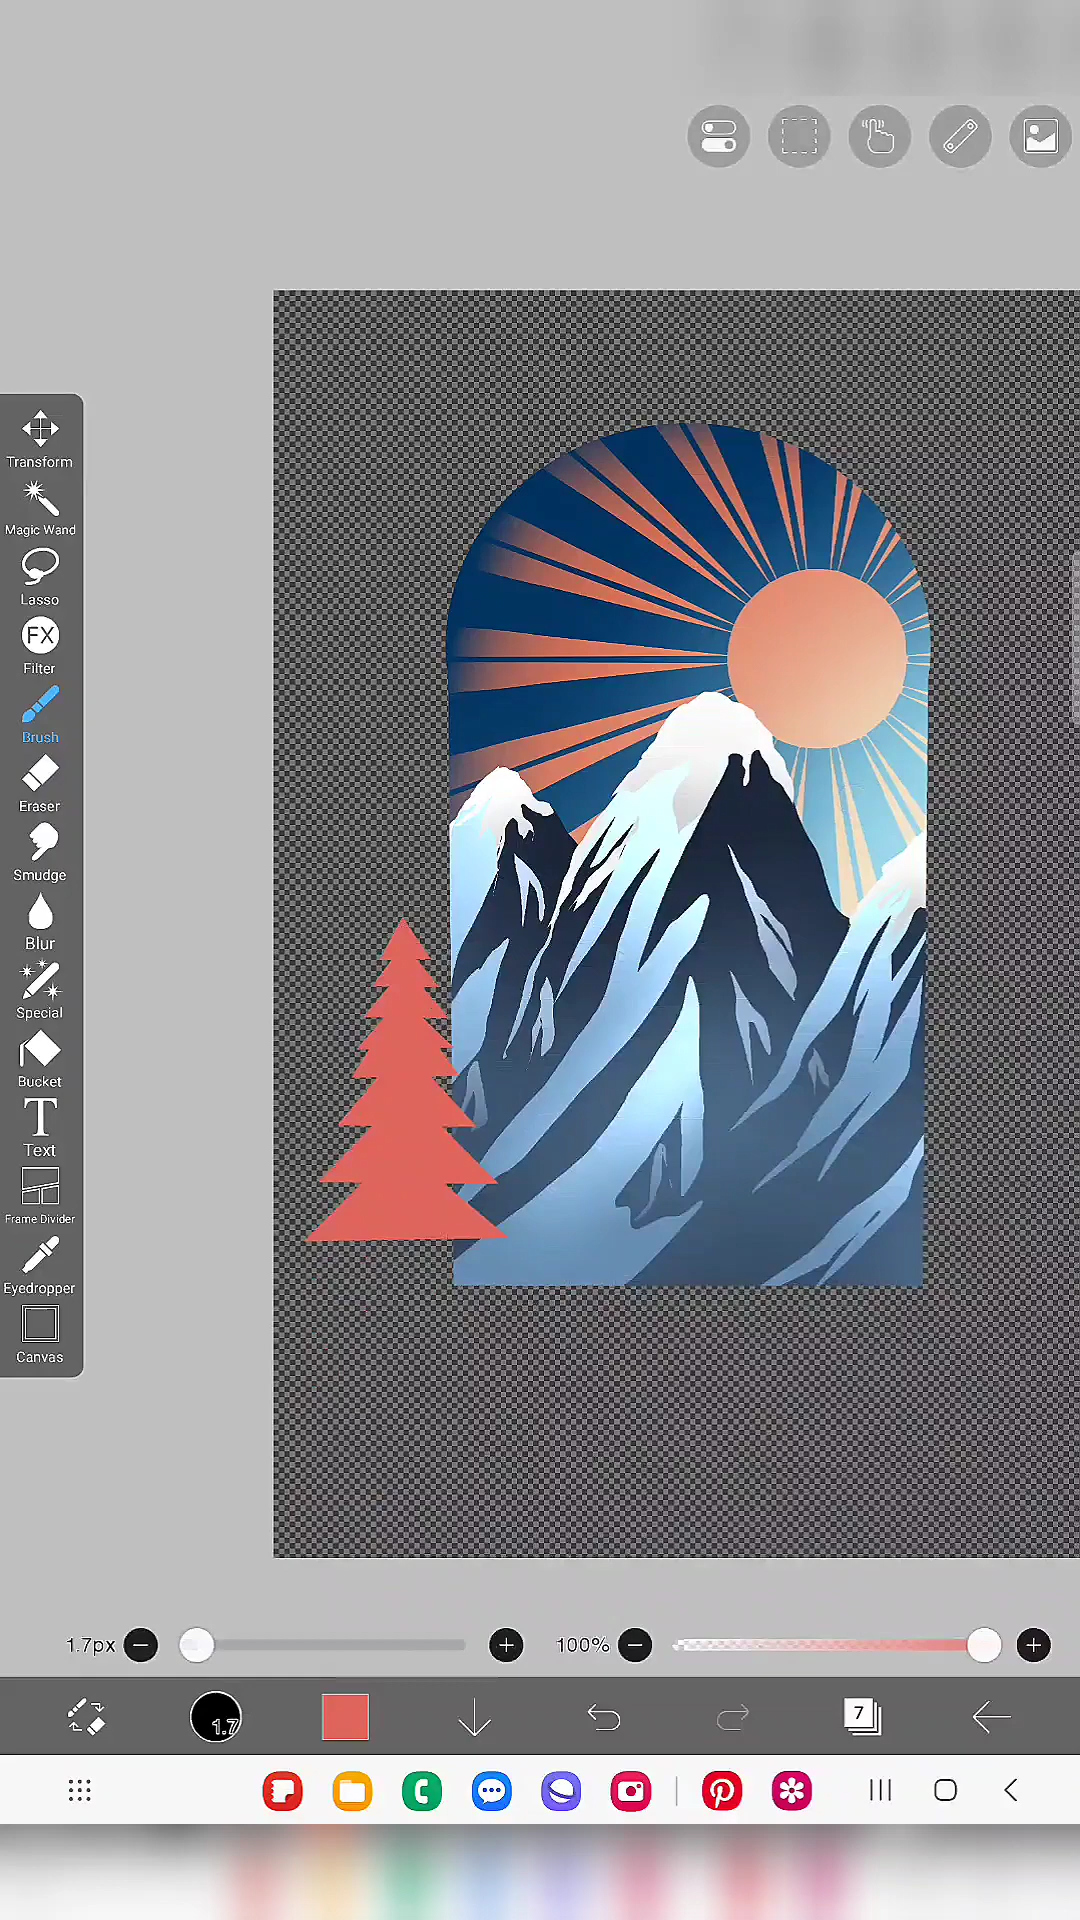 Transform
Magic Wand
Lasso
FX
Filter
Brush
Eraser
Smudge
Blur
Special
Bucket
T
Text
Frame Divider
Eyedropper
Canvas
1.7px
100%
1.7
7